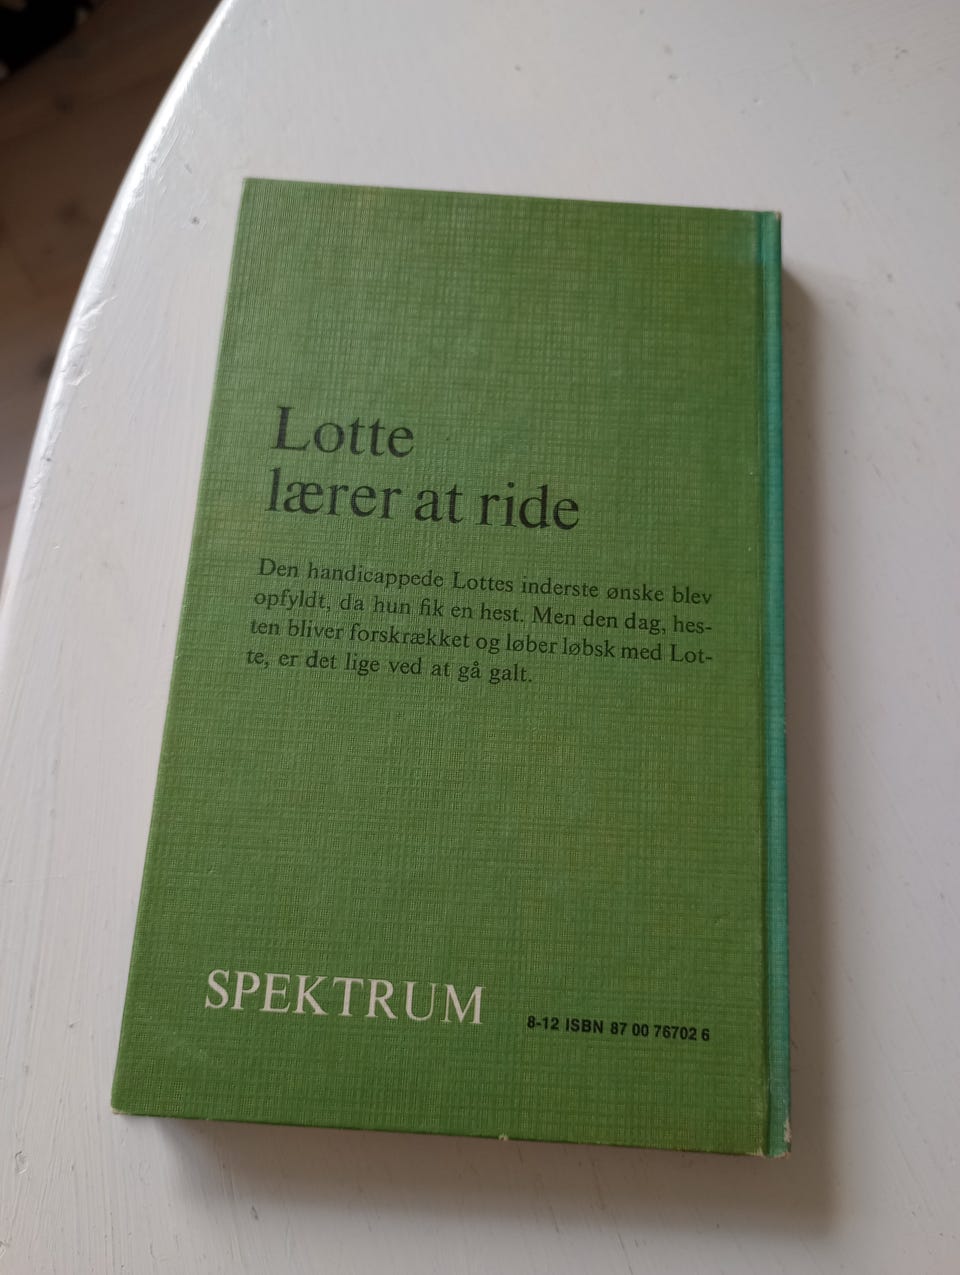 Lotte
lærer at ride
Den handicappede Lottes inderste ønske blev
opfyldt, da hun fik en hest. Men den dag, hes-
ten bliver forskrækket og løber løbsk med Lot-
te, er det lige ved at gå galt.
SPEKTRUM
8-12 ISBN 87 00 76702 6